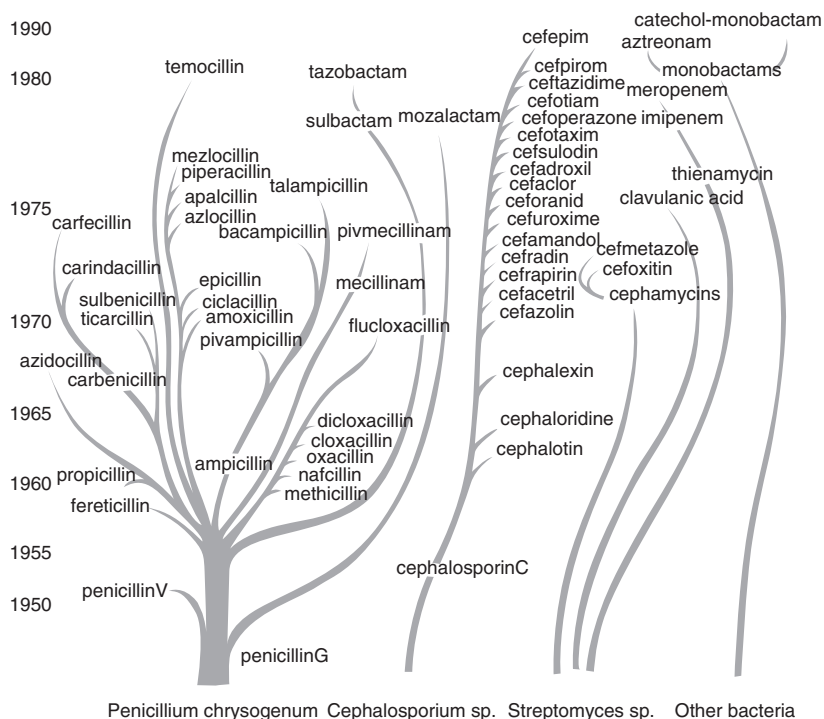 catechol-monobactam
1990
cefepim
aztreonam
temocillin
tazobactam
cefpirom
monobactams
1980
ceftazidime
meropenem
cefotiam
sulbactam
mozalactam
cefoperazone
imipenem
cefotaxim
mezlocillin
cefsulodin
piperacillin
cefadroxil
thienamycin
talampicillin
cefaclor
apalcillin
ceforanid
clavulanic acid
1975
azlocillin
cefuroxime
carfecillin
bacampicillin
pivmecillinam
cefamandol
cefmetazole
cefradin
carindacillin
cefoxitin
epicillin
mecillinam
cefrapirin
sulbenicillin
ciclacillin
cefacetril
cephamycins
ticarcillin
amoxicillin
cefazolin
1970
flucloxacillin
pivampicillin
azidocillin
cephalexin
carbenicillin
1965
dicloxacillin
cephaloridine
cloxacillin
oxacillin
cephalotin
ampicillin
propicillin
nafcillin
1960
methicillin
fereticillin
1955
cephalosporinC
penicillinV
1950
penicillinG
Penicillium chrysogenum Cephalosporium sp. Streptomyces sp. Other bacteria